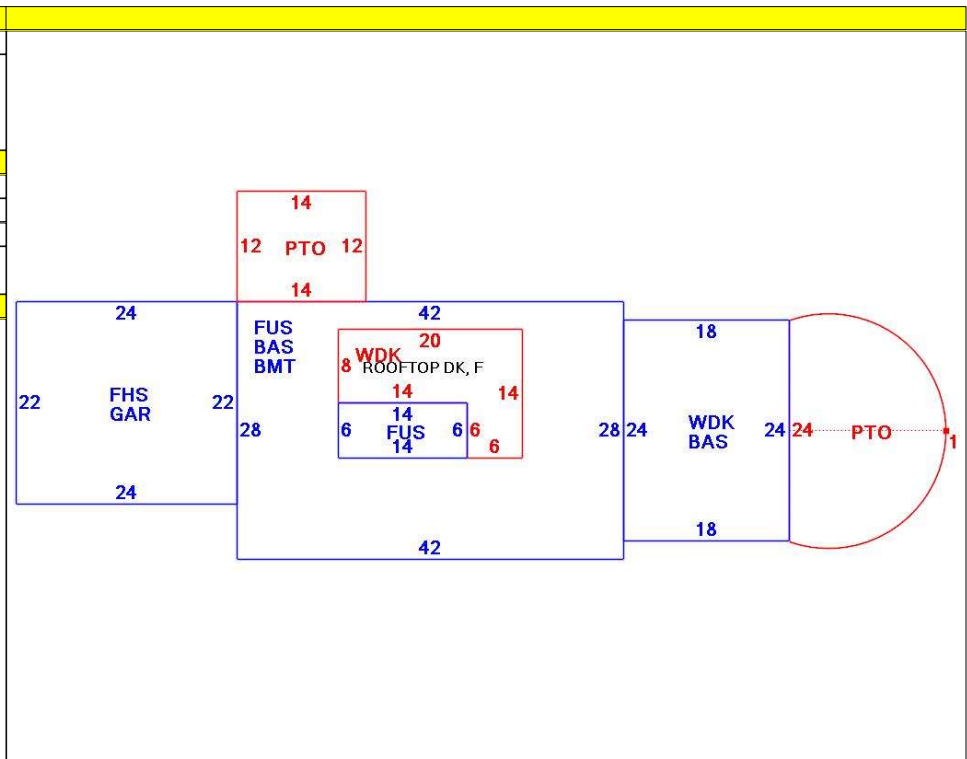 14
12 PTO 12
14
24
42
FUS
BAS
BMT
18
20
WDK
8 ROOFTOP DK, F
14
14
22
FHS
GAR
22
14
6 FUS 6 6
14
6
28
28 24
WDK
BAS
24 24
PTO
1
24
18
42